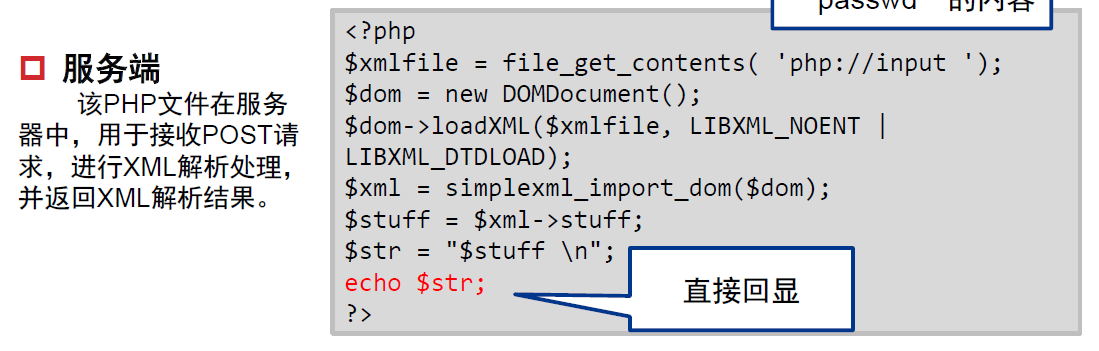 passwd 的内容
服务端
该PHP文件在服务
器中，用于接收POST请
求，进行XML解析处理，
并返回XML解析结果。
<?php
$xmlfile = file_get_contents( 'php://input ');
$dom = new DOMDocument();
$dom->loadXML($xmlfile, LIBXML_NOENT |
LIBXML_DTDLOAD);
$xml = simplexml_import_dom($dom);
$stuff = $xml->stuff;
$str = "$stuff \n";
echo $str;
?>
直接回显